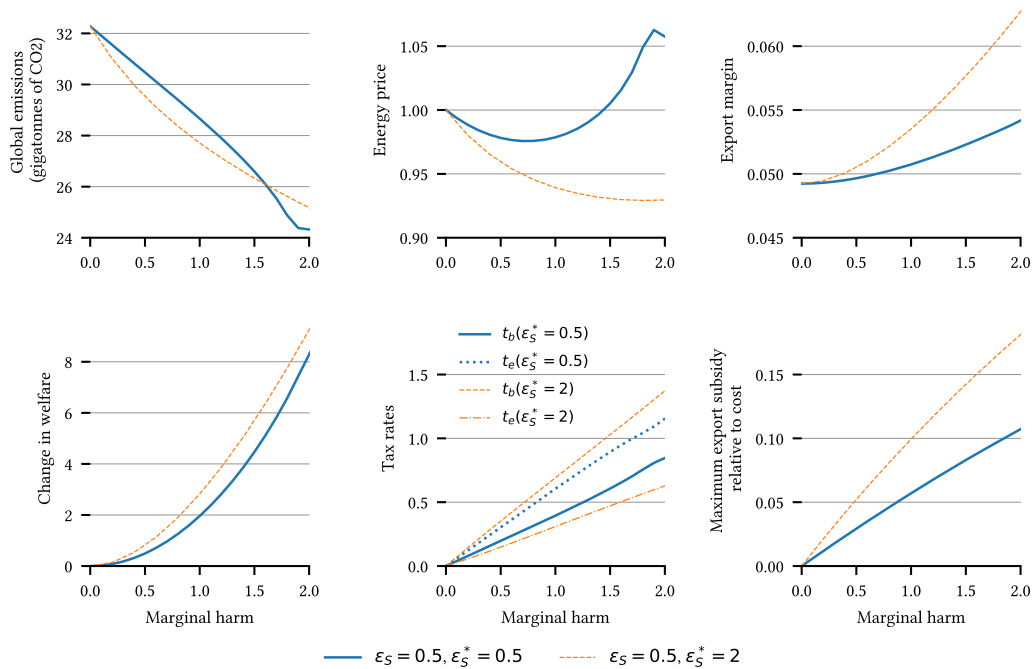 Global emissions
(gigatonnes of CO2)
32
30
28
26
24
0.0 0.5 1.0 1.5 2.0
Energy price
1.05
1.00
0.95
0.90
0.0 0.5 1.0 1.5 2.0
Export margin
0.060
0.055
0.050
0.045
0.0 0.5 1.0 1.5 2.0
Change in welfare
8
6
4
2
0
0.0 0.5 1.0 1.5 2.0
Marginal harm
Tax rates
t_b(ε_S^* = 0.5)
t_e(ε_S^* = 0.5)
t_b(ε_S^* = 2)
t_e(ε_S^* = 2)
1.5
1.0
0.5
0.0
0.0 0.5 1.0 1.5 2.0
Marginal harm
Maximum export subsidy
relative to cost
0.15
0.10
0.05
0.00
0.0 0.5 1.0 1.5 2.0
Marginal harm
ε_S = 0.5, ε_S^* = 0.5
ε_S = 0.5, ε_S^* = 2